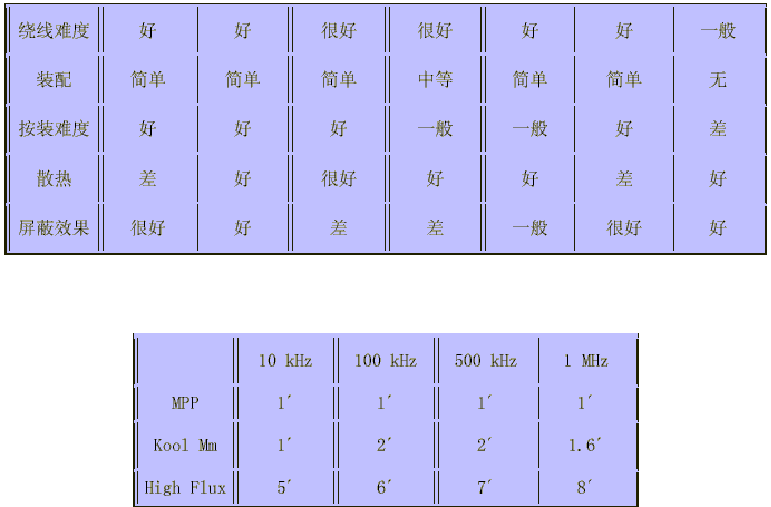 绕线难度 好 好 很好 很好 好 好 一般
装配 简单 简单 简单 中等 简单 简单 无
按装难度 好 好 好 一般 一般 好 差
散热 差 好 很好 好 好 差 好
屏蔽效果 很好 好 差 差 一般 很好 好
10 kHz 100 kHz 500 kHz 1 MHz
MPP 1′ 1′ 1′ 1′
Kool Mm 1′ 2′ 2′ 1.6′
High Flux 5′ 6′ 7′ 8′